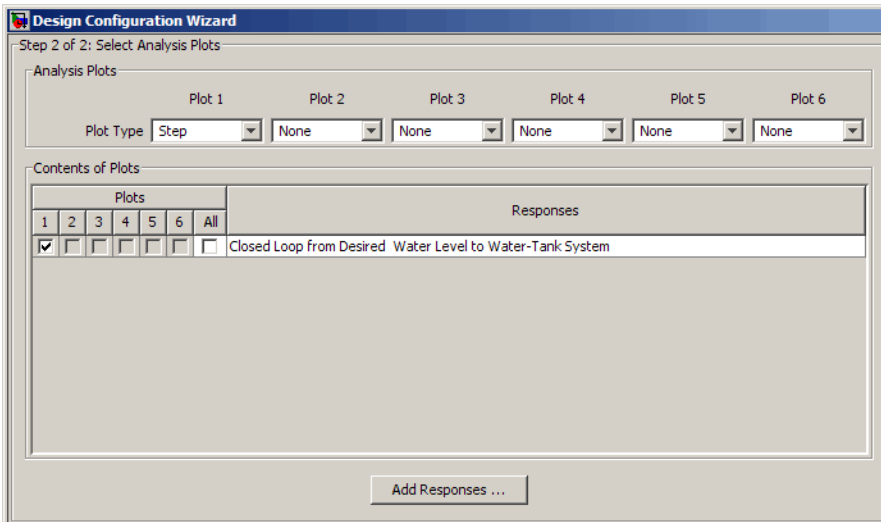 Design Configuration Wizard
Step 2 of 2: Select Analysis Plots
Analysis Plots
Plot 1 Plot 2 Plot 3 Plot 4 Plot 5 Plot 6
Plot Type Step None None None None None
Contents of Plots
Plots Responses
1 2 3 4 5 6 All
Closed Loop from Desired Water Level to Water-Tank System
Add Responses ...